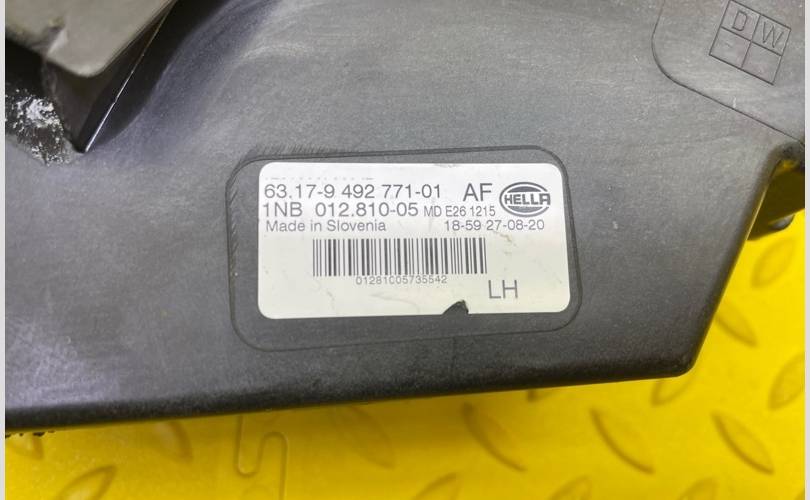 D W
63.17-9 492 771-01 AF HELLA
1NB 012.810-05 MD E26 1215
Made in Slovenia 18-59 27-08-20
01281005735542
LH